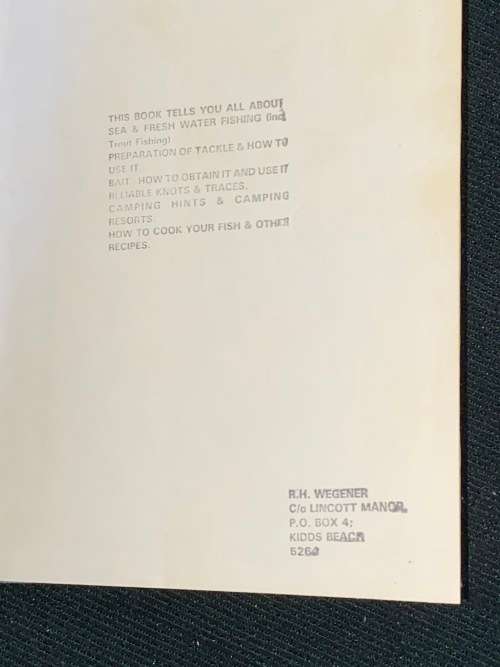 THIS BOOK TELLS YOU ALL ABOUT
SEA & FRESH WATER FISHING (incl
Trout Fishing)
PREPARATION OF TACKLE & HOW TO
USE IT.
BAIT - HOW TO OBTAIN IT AND USE IT
RELIABLE KNOTS & TRACES.
CAMPING HINTS & CAMPING
RESORTS.
HOW TO COOK YOUR FISH & OTHER
RECIPES.
R.H. WEGENER
C/o LINCOTT MANOR,
P.O. BOX 4;
KIDDS BEACH